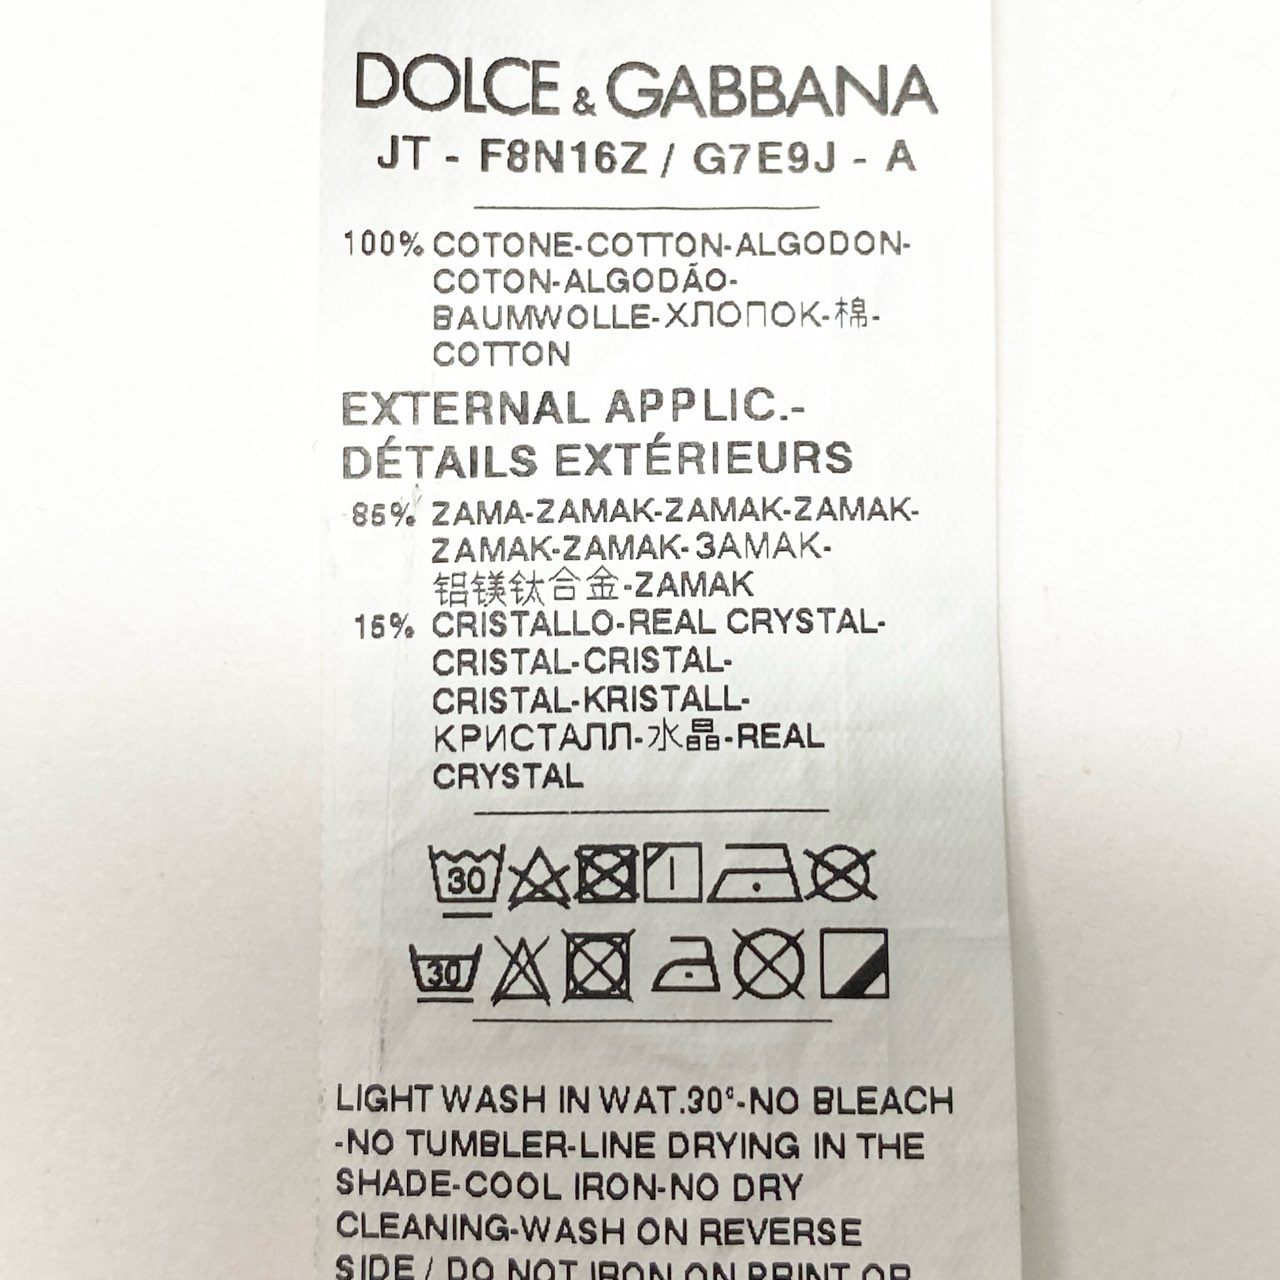 DOLCE & GABBANA
JT - F8N16Z / G7E9J - A
100% COTONE-COTTON-ALGODON-
COTON-ALGODÃO-
BAUMWOLLE-ХЛОПОК-棉-
COTTON
EXTERNAL APPLIC.-
DÉTAILS EXTÉRIEURS
85% ZAMA-ZAMAK-ZAMAK-ZAMAK-
ZAMAK-ZAMAK-ЗАМАК-
铝镁钛合金-ZAMAK
15% CRISTALLO-REAL CRYSTAL-
CRISTAL-CRISTAL-
CRISTAL-KRISTALL-
КРИСТАЛЛ-水晶-REAL
CRYSTAL
30
30
LIGHT WASH IN WAT.30°-NO BLEACH
-NO TUMBLER-LINE DRYING IN THE
SHADE-COOL IRON-NO DRY
CLEANING-WASH ON REVERSE
SIDE / DO NOT IRON ON PRINT OR